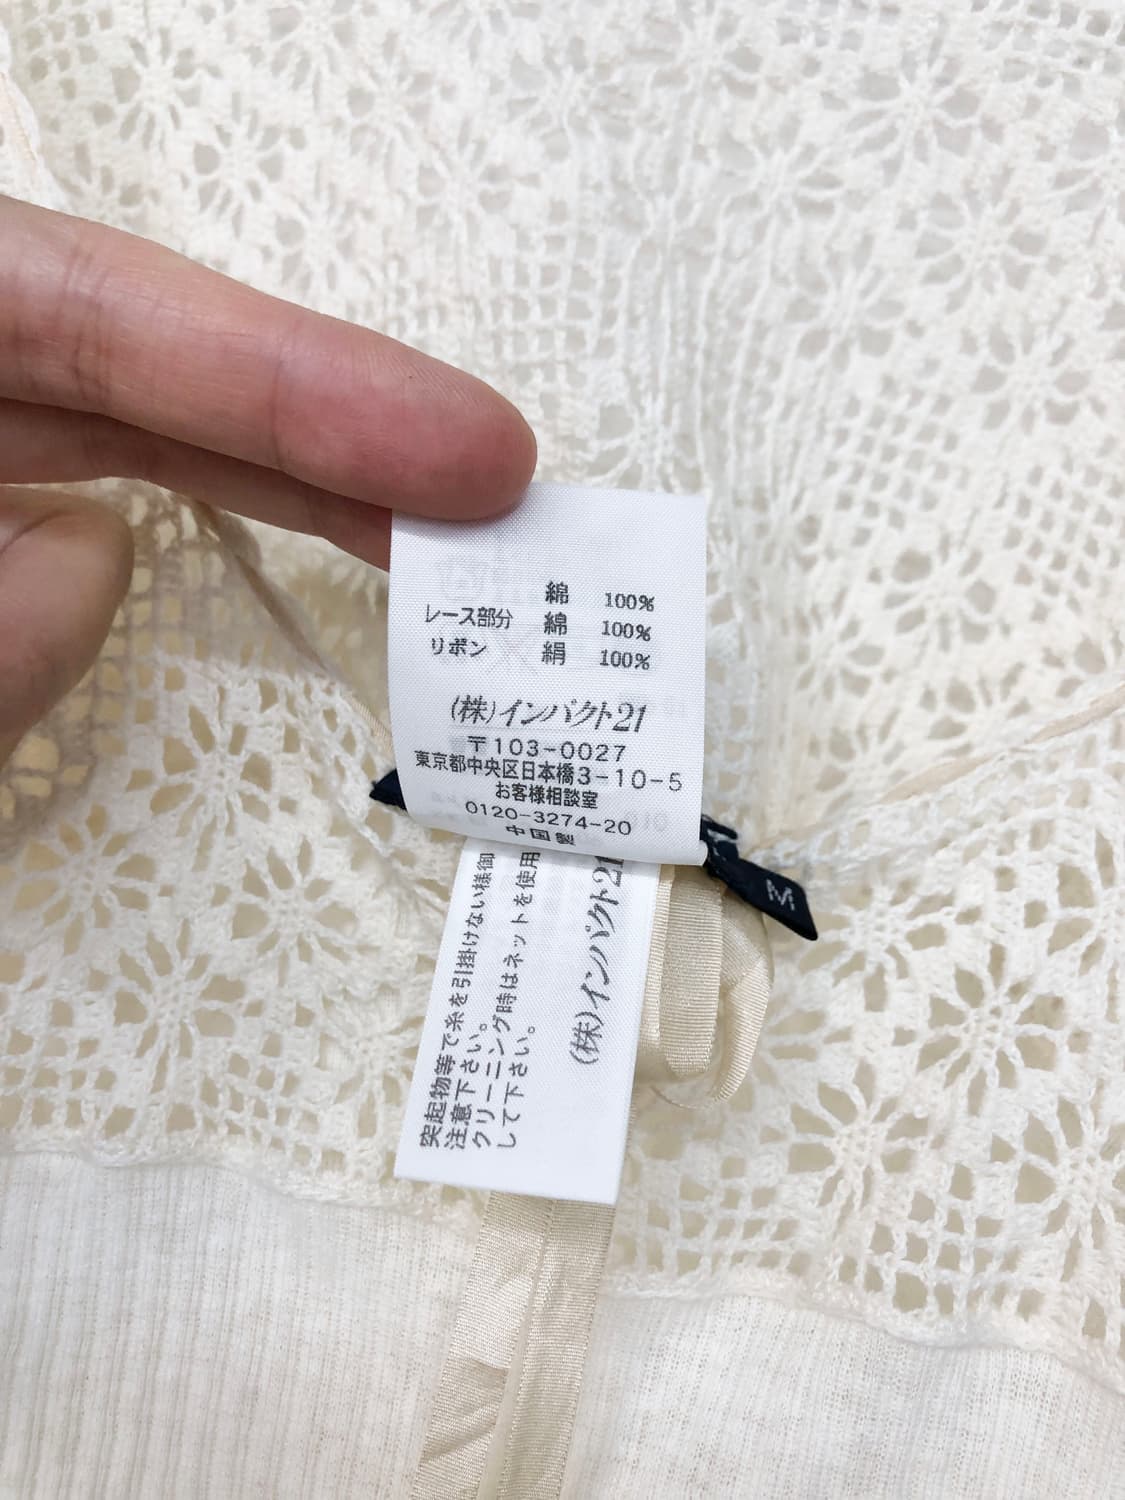 綿 100%
レース部分 綿 100%
リボン 絹 100%
(株)インパクト21
〒103-0027
東京都中央区日本橋3-10-5
お客様相談室
0120-3274-20
中国製
突起物等で糸を引掛けない様御
注意下さい。
クリーニング時はネットを使用
して下さい。
(株)インパクト21
M